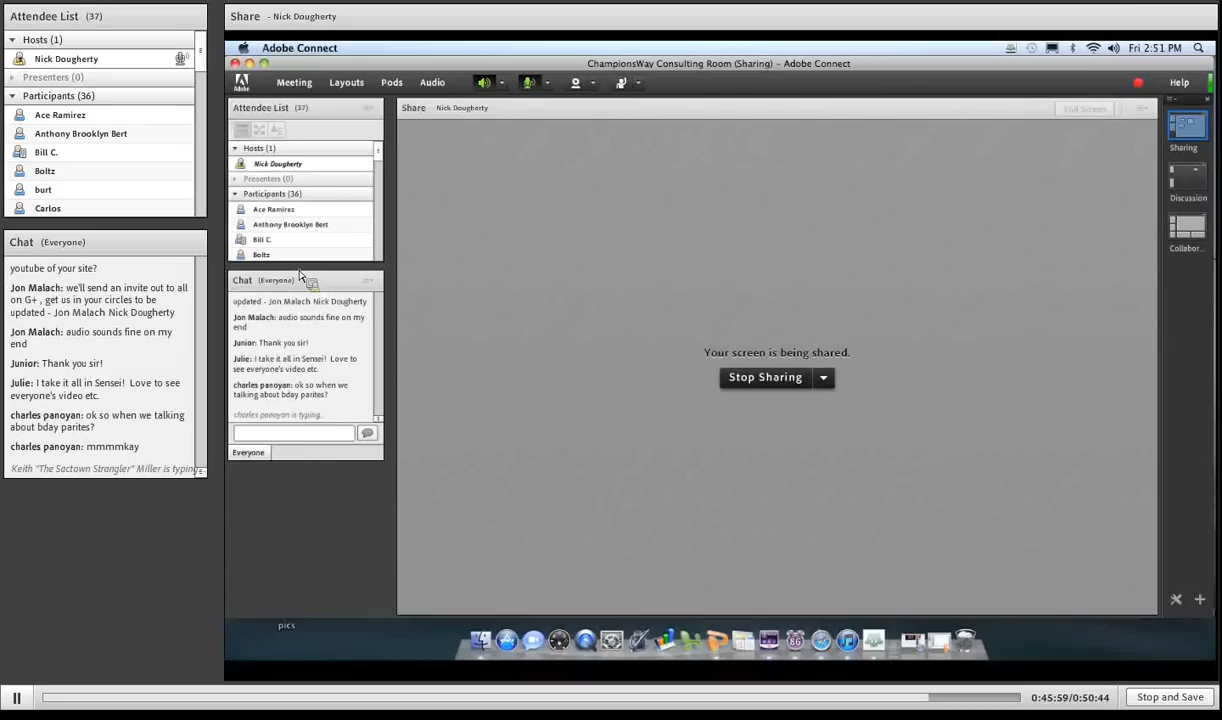 Attendee List (37)
Hosts (1)
Nick Dougherty
Presenters (0)
Participants (36)
Ace Ramirez
Anthony Brooklyn Bert
Bill C.
Boltz
burt
Carlos
Chat (Everyone)
youtube of your site?
Jon Malach: we'll send an invite out to all
on G+ , get us in your circles to be
updated - Jon Malach Nick Dougherty
Jon Malach: audio sounds fine on my
end
Junior: Thank you sir!
Julie: I take it all in Sensei! Love to see
everyone's video etc.
charles panoyan: ok so when we talking
about bday parites?
charles panoyan: mmmmkay
Keith "The Sactown Strangler" Miller is typing
Share - Nick Dougherty
Adobe Connect
Fri 2:51 PM
ChampionsWay Consulting Room (Sharing) - Adobe Connect
Adobe
Meeting Layouts Pods Audio Help
Attendee List (37)
Hosts (1)
Nick Dougherty
Presenters (0)
Participants (36)
Ace Ramirez
Anthony Brooklyn Bert
Bill C.
Boltz
Chat (Everyone)
updated - Jon Malach Nick Dougherty
Jon Malach: audio sounds fine on my
end
Junior: Thank you sir!
Julie: I take it all in Sensei! Love to
see everyone's video etc.
charles panoyan: ok so when we
talking about bday parites?
charles panoyan is typing.
Everyone
Share - Nick Dougherty
Full Screen
Your screen is being shared.
Stop Sharing
Sharing
Discussion
Collabor...
pics
86
0:45:59/0:50:44
Stop and Save